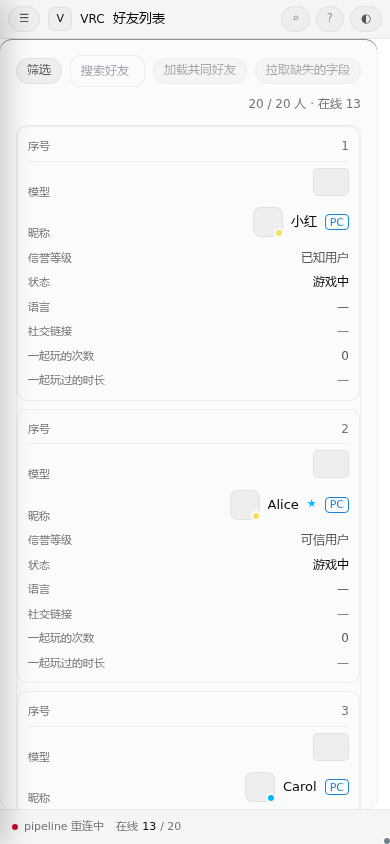 ☰ V VRC 好友列表 ⌕ ? ◐
筛选 搜索好友 加载共同好友 拉取缺失的字段
20 / 20 人 · 在线 13
序号 1
模型
昵称 小红 PC
信誉等级 已知用户
状态 游戏中
语言 —
社交链接 —
一起玩的次数 0
一起玩过的时长 —
序号 2
模型
昵称 Alice ★ PC
信誉等级 可信用户
状态 游戏中
语言 —
社交链接 —
一起玩的次数 0
一起玩过的时长 —
序号 3
模型
昵称 Carol PC
pipeline 重连中 在线 13 / 20